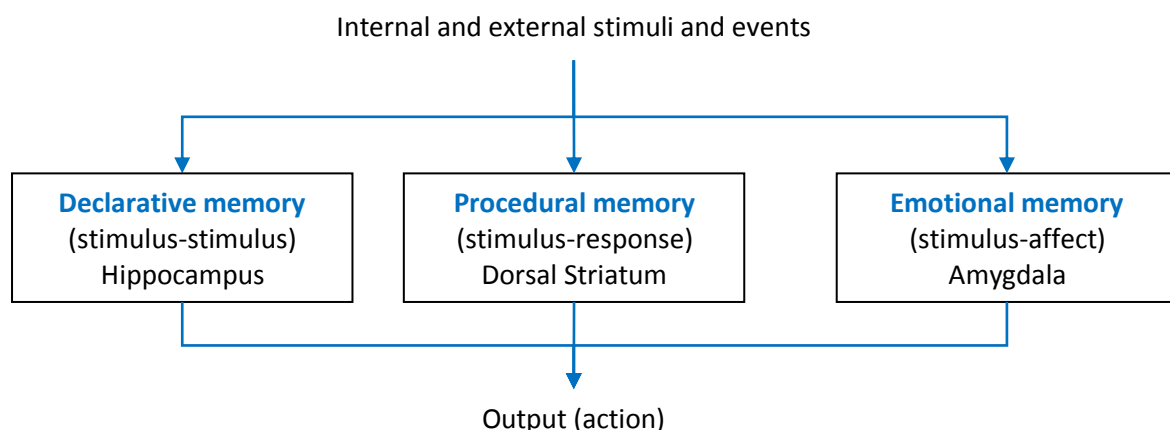 Internal and external stimuli and events
Declarative memory
(stimulus-stimulus)
Hippocampus
Procedural memory
(stimulus-response)
Dorsal Striatum
Emotional memory
(stimulus-affect)
Amygdala
Output (action)